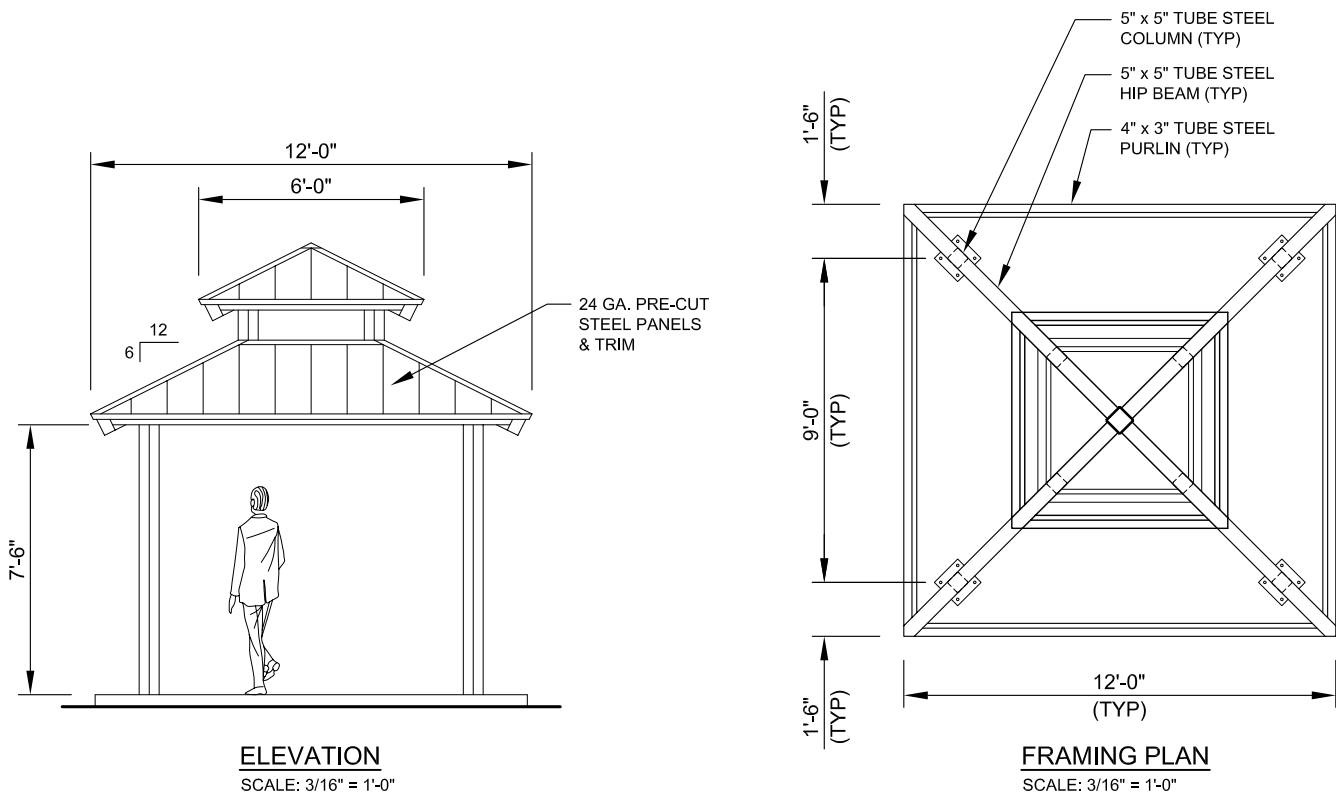 12'-0"
6'-0"
24 GA. PRE-CUT
STEEL PANELS
& TRIM
12
6
7'-6"
ELEVATION
SCALE: 3/16" = 1'-0"
5" x 5" TUBE STEEL
COLUMN (TYP)
5" x 5" TUBE STEEL
HIP BEAM (TYP)
4" x 3" TUBE STEEL
PURLIN (TYP)
1'-6"
(TYP)
9'-0"
(TYP)
1'-6"
(TYP)
12'-0"
(TYP)
FRAMING PLAN
SCALE: 3/16" = 1'-0"